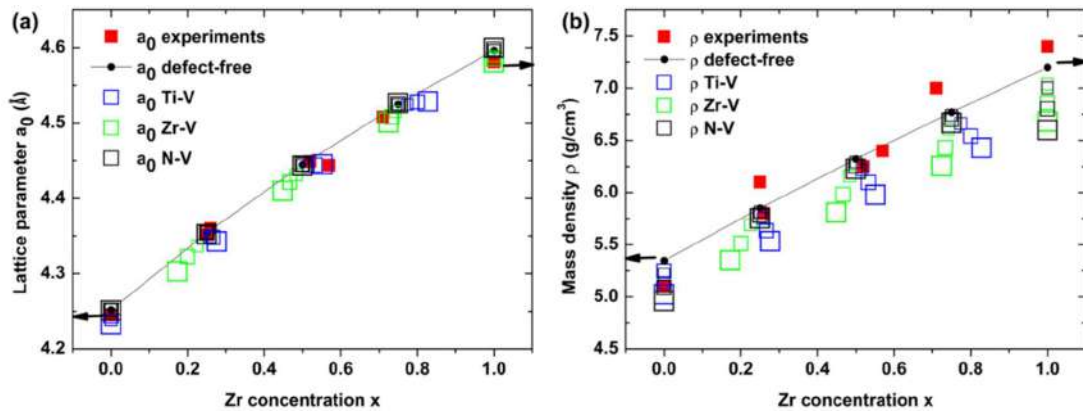 (a)
a0 experiments
a0 defect-free
a0 Ti-V
a0 Zr-V
a0 N-V
4.6
4.5
4.4
4.3
4.2
Lattice parameter a0 (Å)
0.0 0.2 0.4 0.6 0.8 1.0
Zr concentration x
(b)
ρ experiments
ρ defect-free
ρ Ti-V
ρ Zr-V
ρ N-V
7.5
7.0
6.5
6.0
5.5
5.0
4.5
Mass density ρ (g/cm³)
0.0 0.2 0.4 0.6 0.8 1.0
Zr concentration x